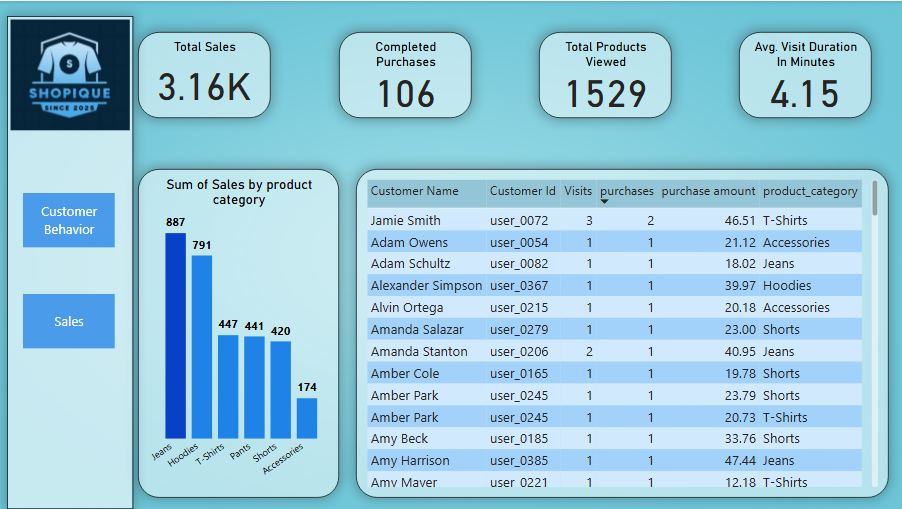 $
SHOPIQUE
SINCE 2025
Customer
Behavior
Sales
Total Sales
3.16K
Completed
Purchases
106
Total Products
Viewed
1529
Avg. Visit Duration
In Minutes
4.15
Sum of Sales by product
category
887
791
447
441
420
174
Jeans
Hoodies
T-Shirts
Pants
Shorts
Accessories
Customer Name Customer Id Visits purchases purchase amount product_category
Jamie Smith user_0072 3 2 46.51 T-Shirts
Adam Owens user_0054 1 1 21.12 Accessories
Adam Schultz user_0082 1 1 18.02 Jeans
Alexander Simpson user_0367 1 1 39.97 Hoodies
Alvin Ortega user_0215 1 1 20.18 Accessories
Amanda Salazar user_0279 1 1 23.00 Shorts
Amanda Stanton user_0206 2 1 40.95 Jeans
Amber Cole user_0165 1 1 19.78 Shorts
Amber Park user_0245 1 1 23.79 Shorts
Amber Park user_0245 1 1 20.73 T-Shirts
Amy Beck user_0185 1 1 33.76 Shorts
Amy Harrison user_0385 1 1 47.44 Jeans
Amy Mayer user_0221 1 1 12.18 T-Shirts